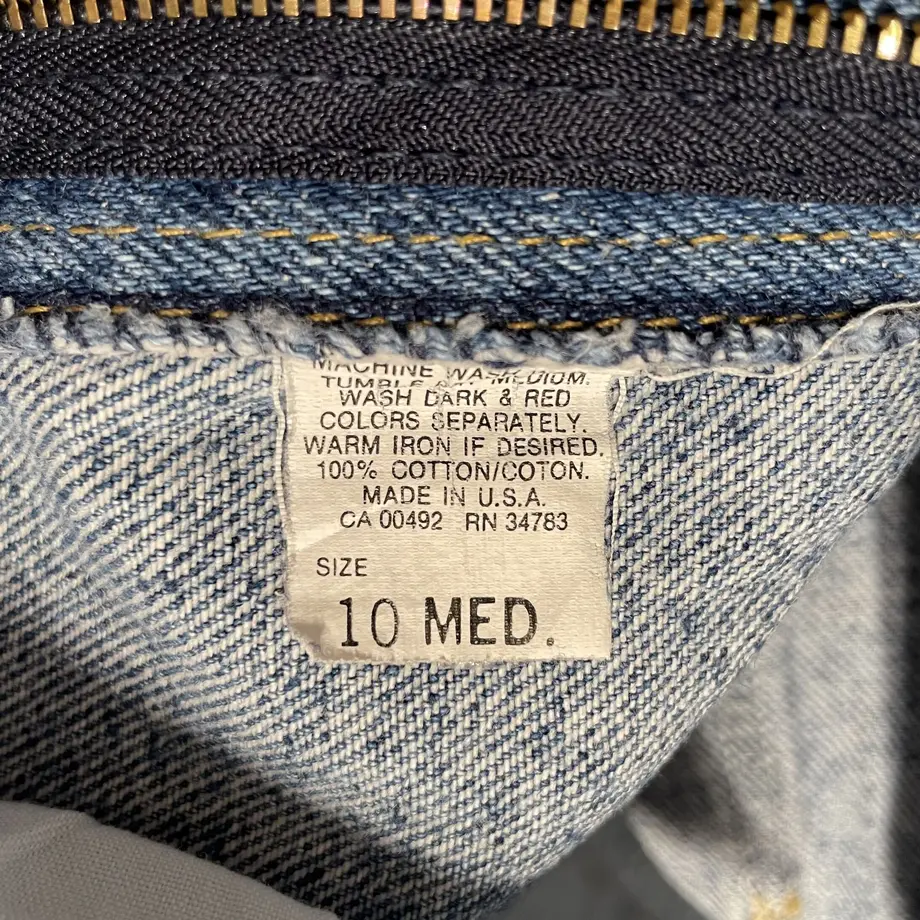 MACHINE WASH MEDIUM.
TUMBLE
WASH DARK & RED
COLORS SEPARATELY.
WARM IRON IF DESIRED.
100% COTTON/COTON.
MADE IN U.S.A.
CA 00492 RN 34783
SIZE
10 MED.